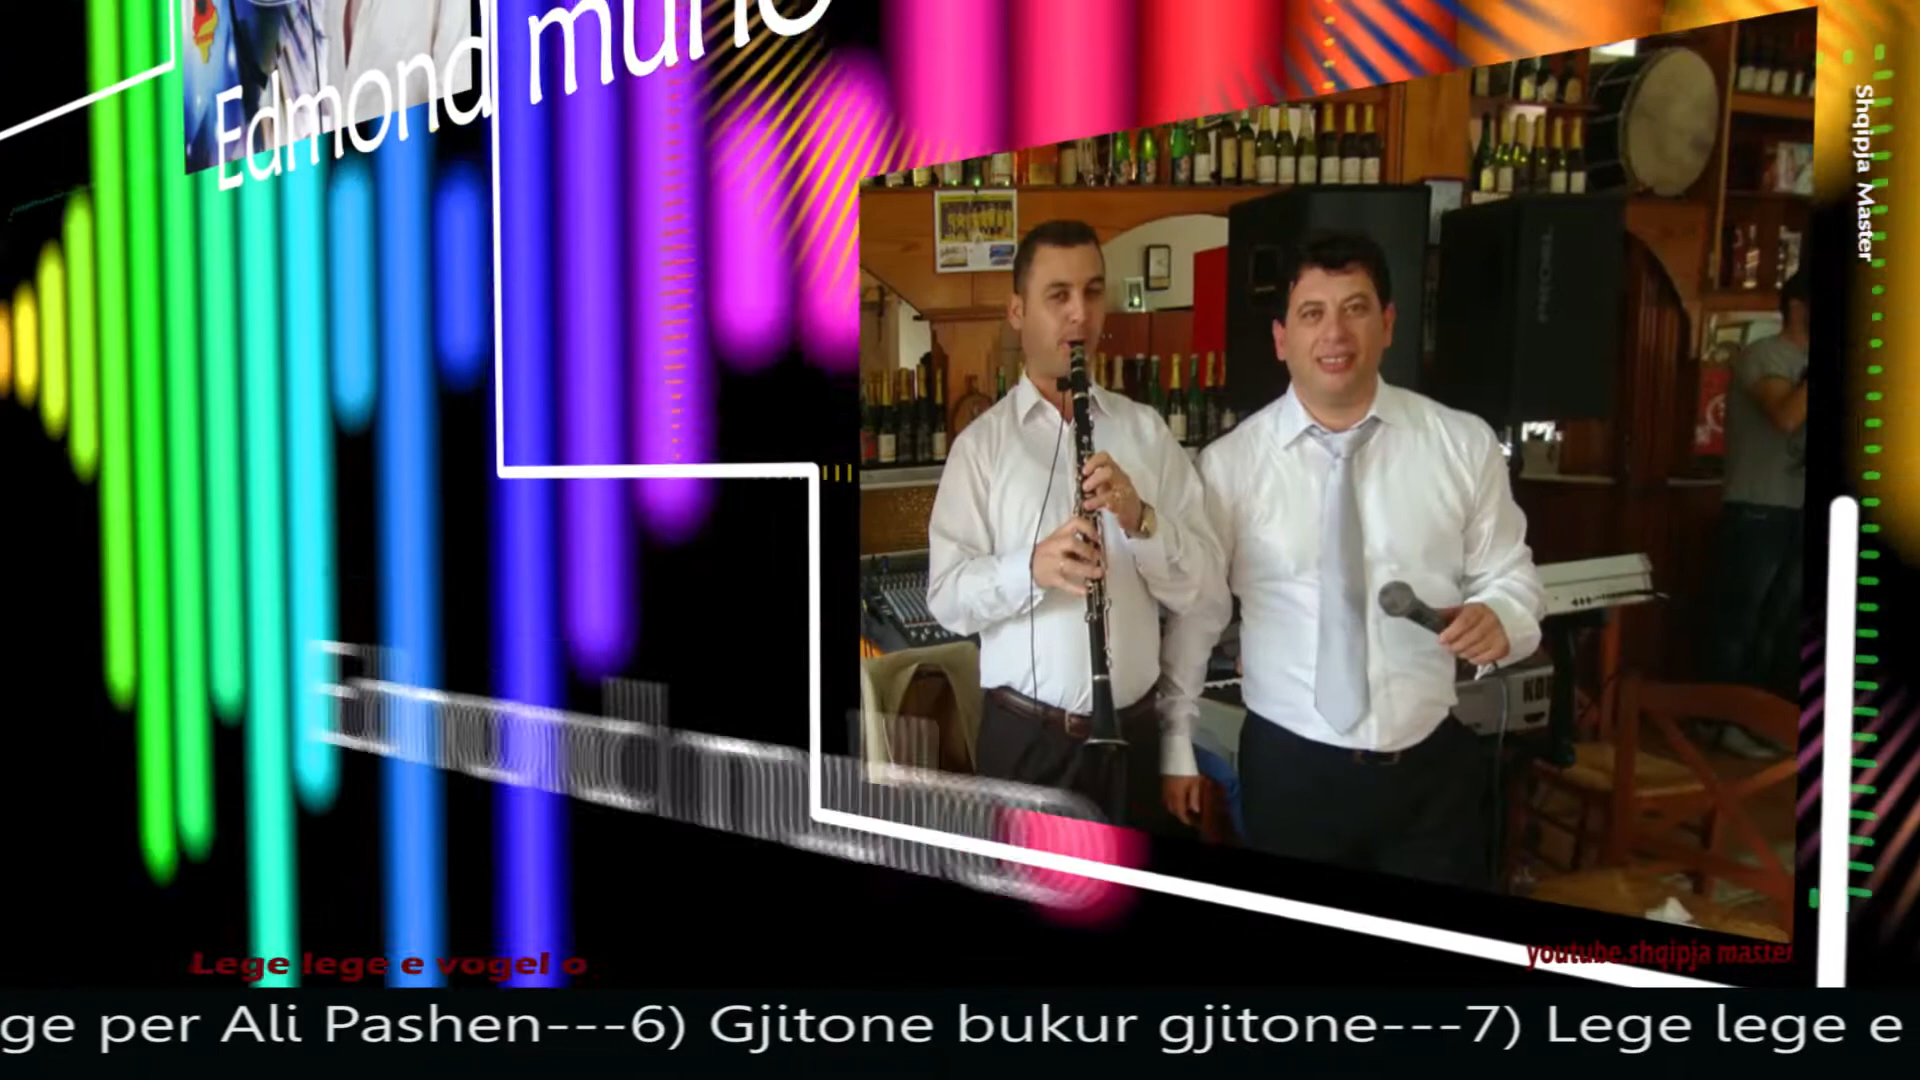 Edmond
Shqipja Master
Lege lege e vogel o
youtube.shqipja master
ge per Ali Pashen---6) Gjitone bukur gjitone---7) Lege lege e